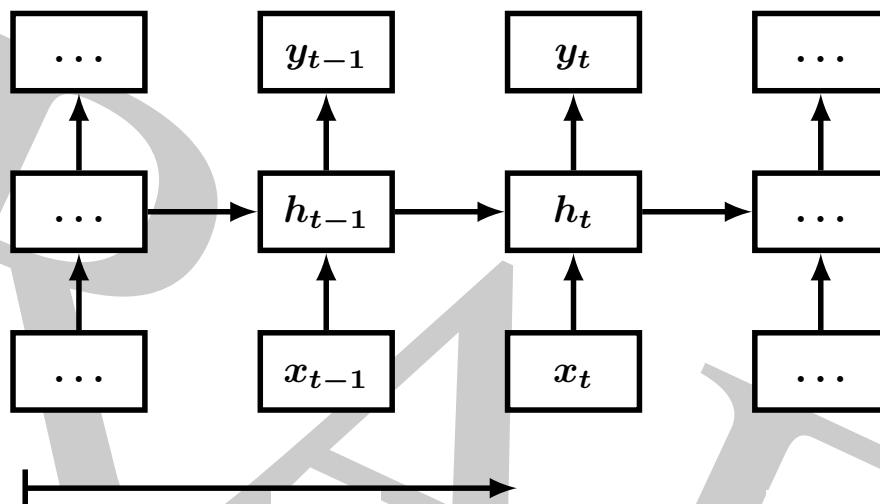 … y_{t−1} y_t …
… h_{t−1} h_t …
… x_{t−1} x_t …